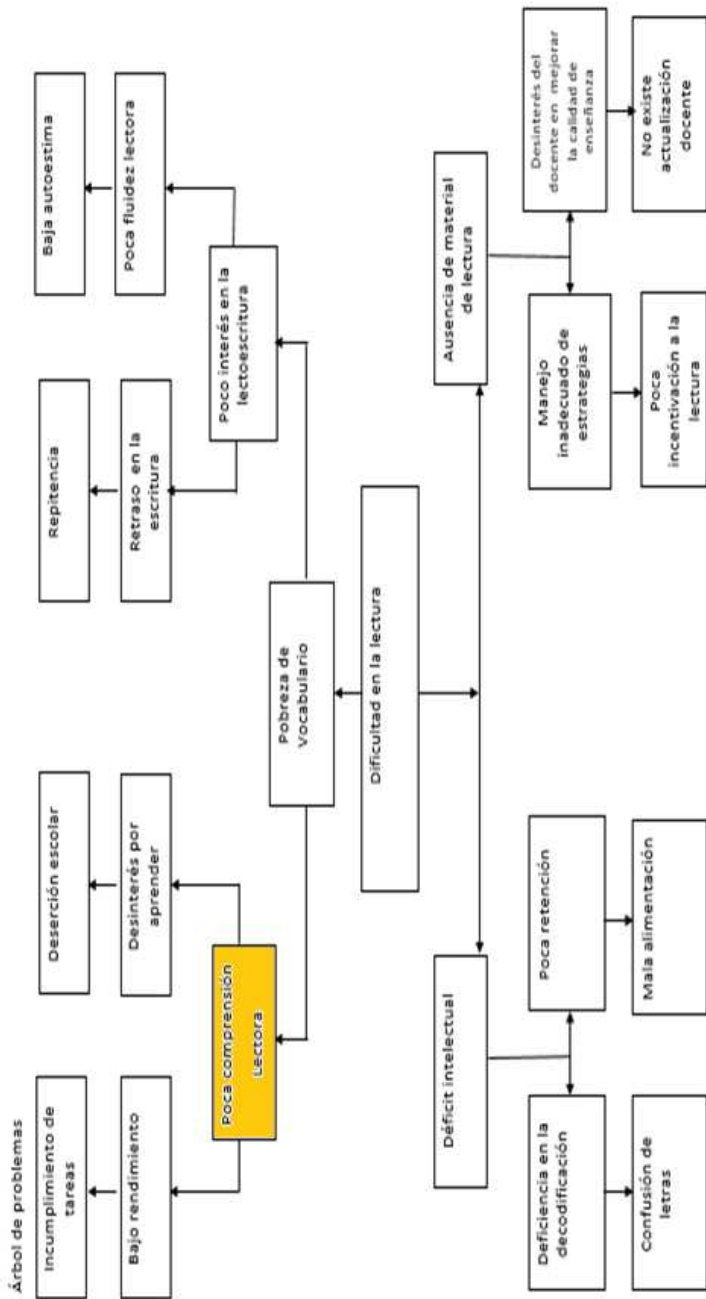 Árbol de problemas
Incumplimiento de
tareas
Deserción escolar
Repitencia
Baja autoestima
Bajo rendimiento
Desinterés por
aprender
Retraso en la
escritura
Poca fluidez lectora
Poca comprensión
Lectora
Poco interés en la
lectoescritura
Pobreza de
Vocabulario
Dificultad en la lectura
Déficit intelectual
Ausencia de material
de lectura
Deficiencia en la
decodificación
Poca retención
Manejo
inadecuado de
estrategias
Desinterés del
docente en mejorar
la calidad de
enseñanza
Confusión de
letras
Mala alimentación
Poca
incentivación a la
lectura
No existe
actualización
docente